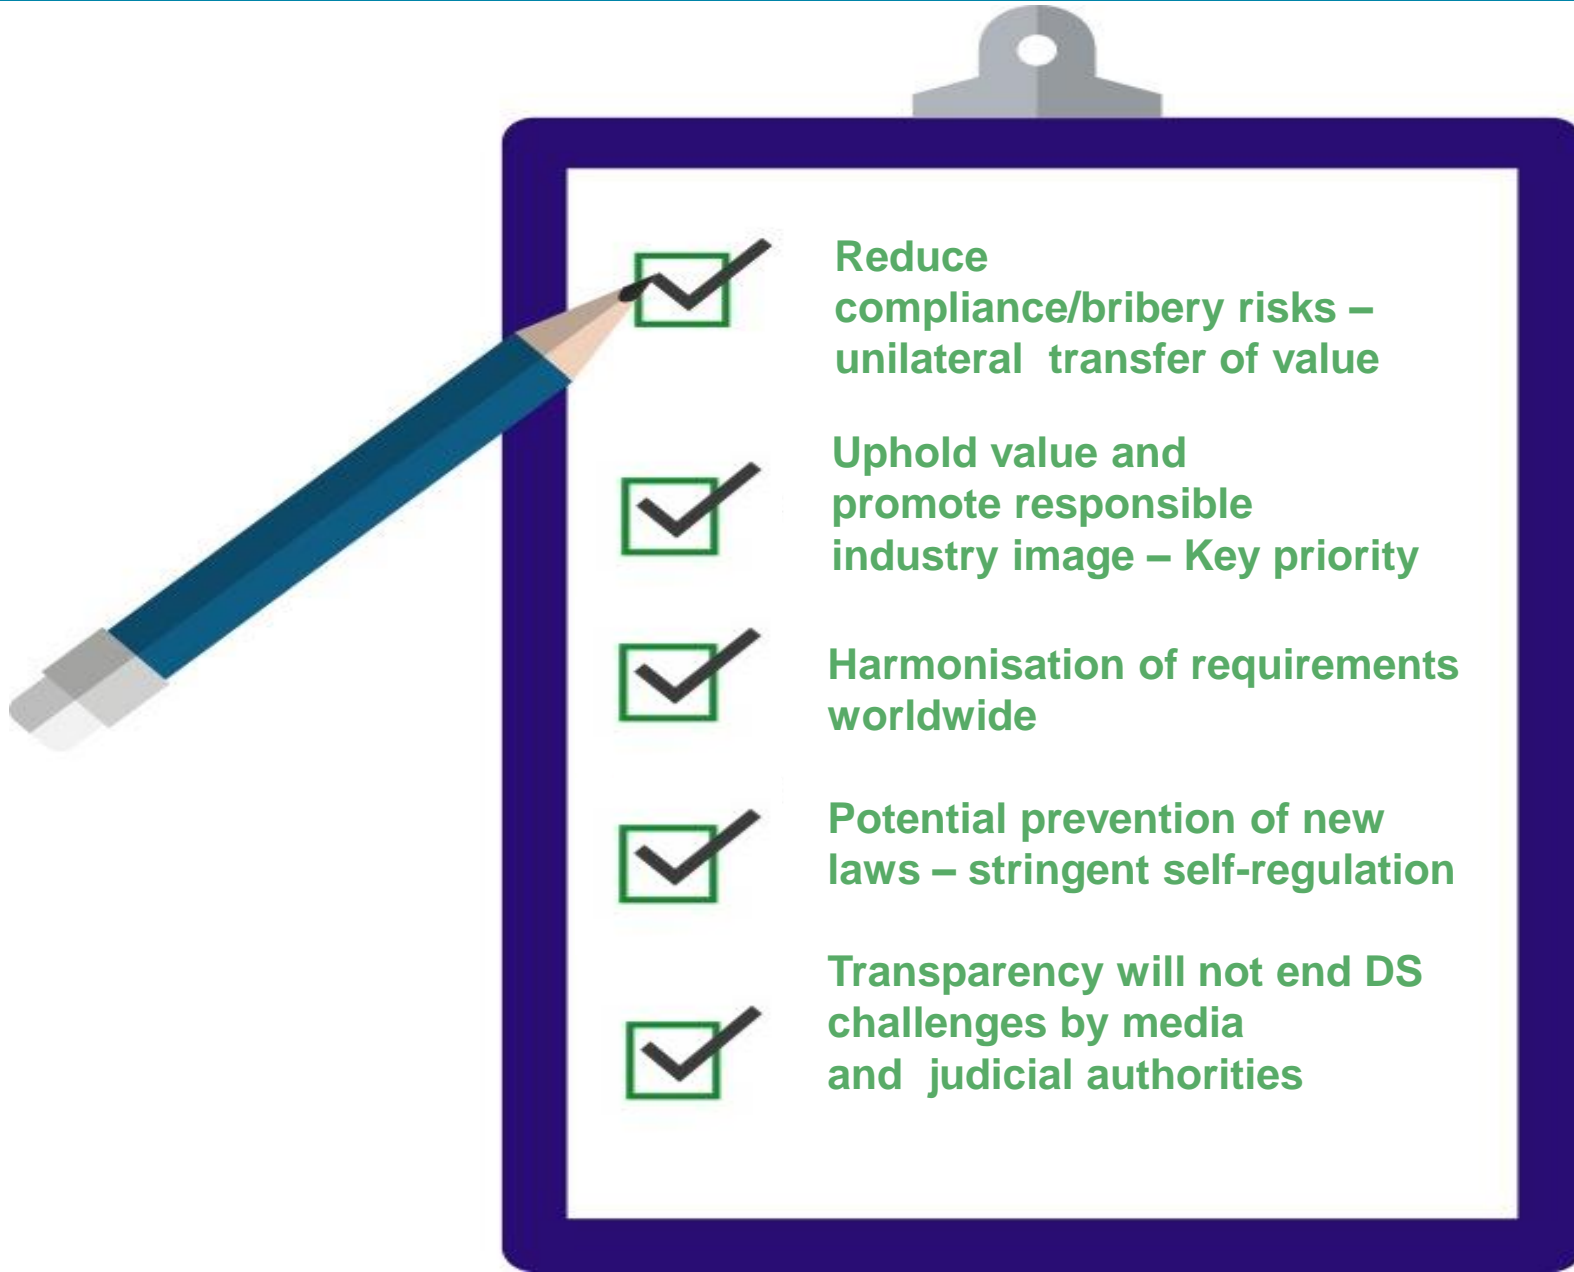 Reduce
compliance/bribery risks –
unilateral  transfer of value
Uphold value and
promote responsible
industry image – Key priority
Harmonisation of requirements
worldwide
Potential prevention of new
laws – stringent self-regulation
Transparency will not end DS
challenges by media
and  judicial authorities